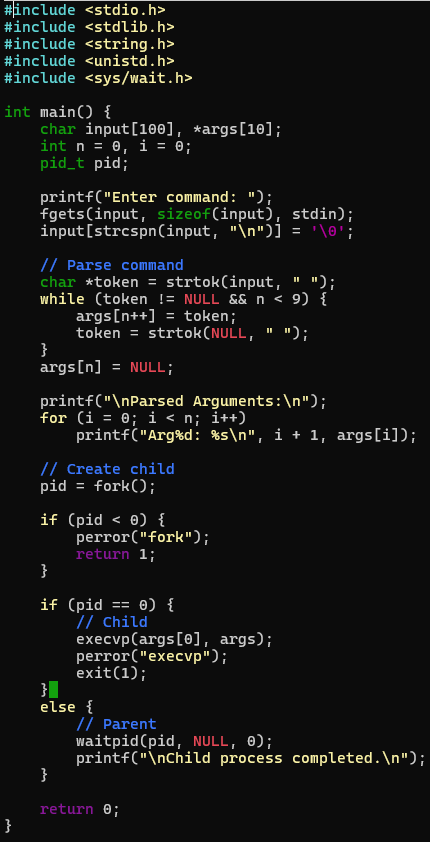 #include <stdio.h>
#include <stdlib.h>
#include <string.h>
#include <unistd.h>
#include <sys/wait.h>

int main() {
    char input[100], *args[10];
    int n = 0, i = 0;
    pid_t pid;

    printf("Enter command: ");
    fgets(input, sizeof(input), stdin);
    input[strcspn(input, "\n")] = '\0';

    // Parse command
    char *token = strtok(input, " ");
    while (token != NULL && n < 9) {
        args[n++] = token;
        token = strtok(NULL, " ");
    }
    args[n] = NULL;

    printf("\nParsed Arguments:\n");
    for (i = 0; i < n; i++)
        printf("Arg%d: %s\n", i + 1, args[i]);

    // Create child
    pid = fork();

    if (pid < 0) {
        perror("fork");
        return 1;
    }

    if (pid == 0) {
        // Child
        execvp(args[0], args);
        perror("execvp");
        exit(1);
    }
    else {
        // Parent
        waitpid(pid, NULL, 0);
        printf("\nChild process completed.\n");
    }

    return 0;
}